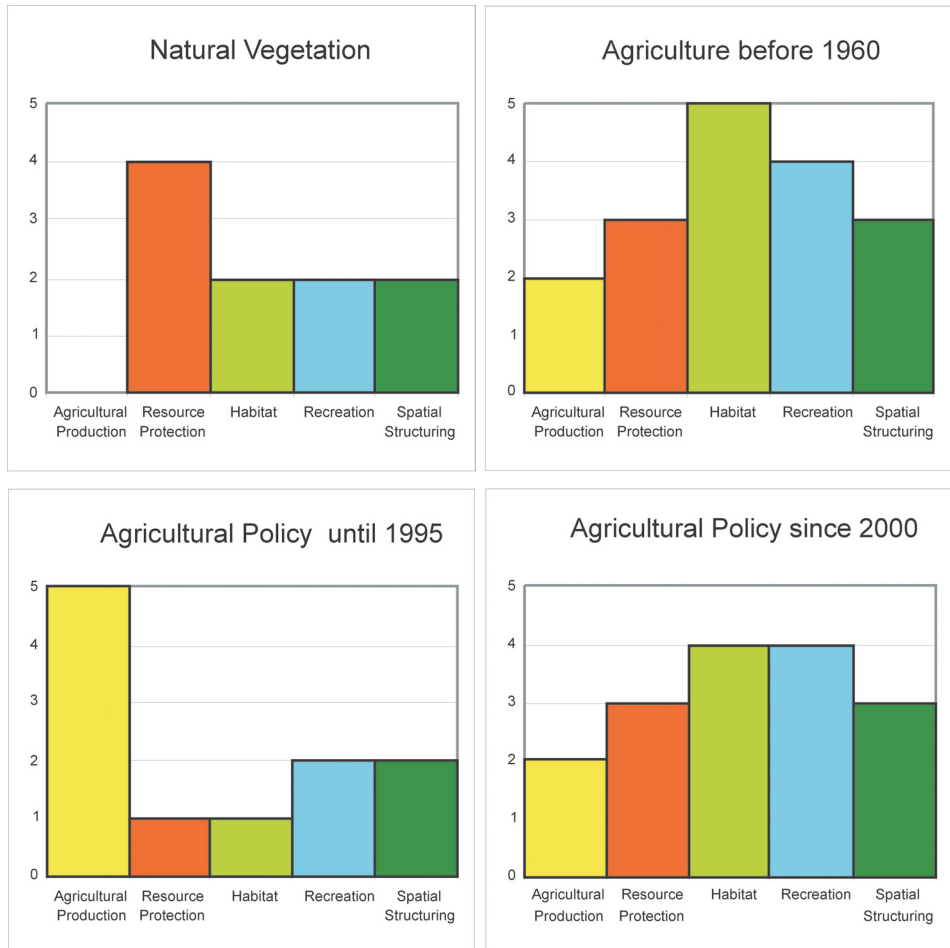 Natural Vegetation
5
4
3
2
1
0
Agricultural Resource Habitat Recreation Spatial
Production Protection Structuring
Agriculture before 1960
5
4
3
2
1
0
Agricultural Resource Habitat Recreation Spatial
Production Protection Structuring
Agricultural Policy until 1995
5
4
3
2
1
0
Agricultural Resource Habitat Recreation Spatial
Production Protection Structuring
Agricultural Policy since 2000
5
4
3
2
1
0
Agricultural Resource Habitat Recreation Spatial
Production Protection Structuring